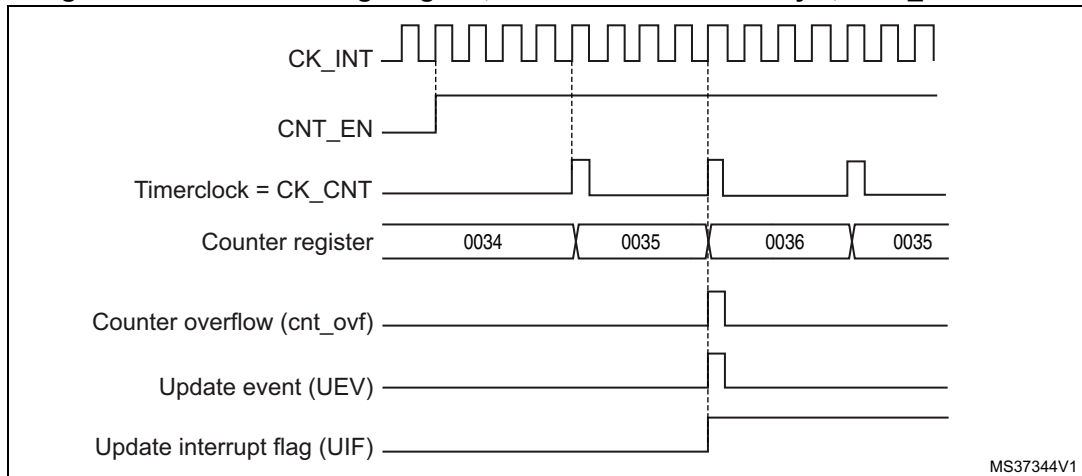 CK_INT
CNT_EN
Timerclock = CK_CNT
Counter register 0034 0035 0036 0035
Counter overflow (cnt_ovf)
Update event (UEV)
Update interrupt flag (UIF)
MS37344V1